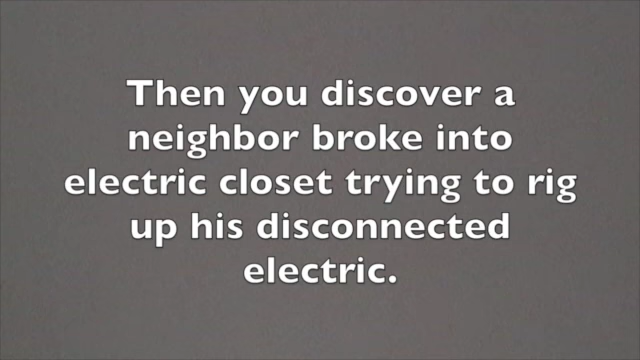 Then you discover a
neighbor broke into
electric closet trying to rig
up his disconnected
electric.